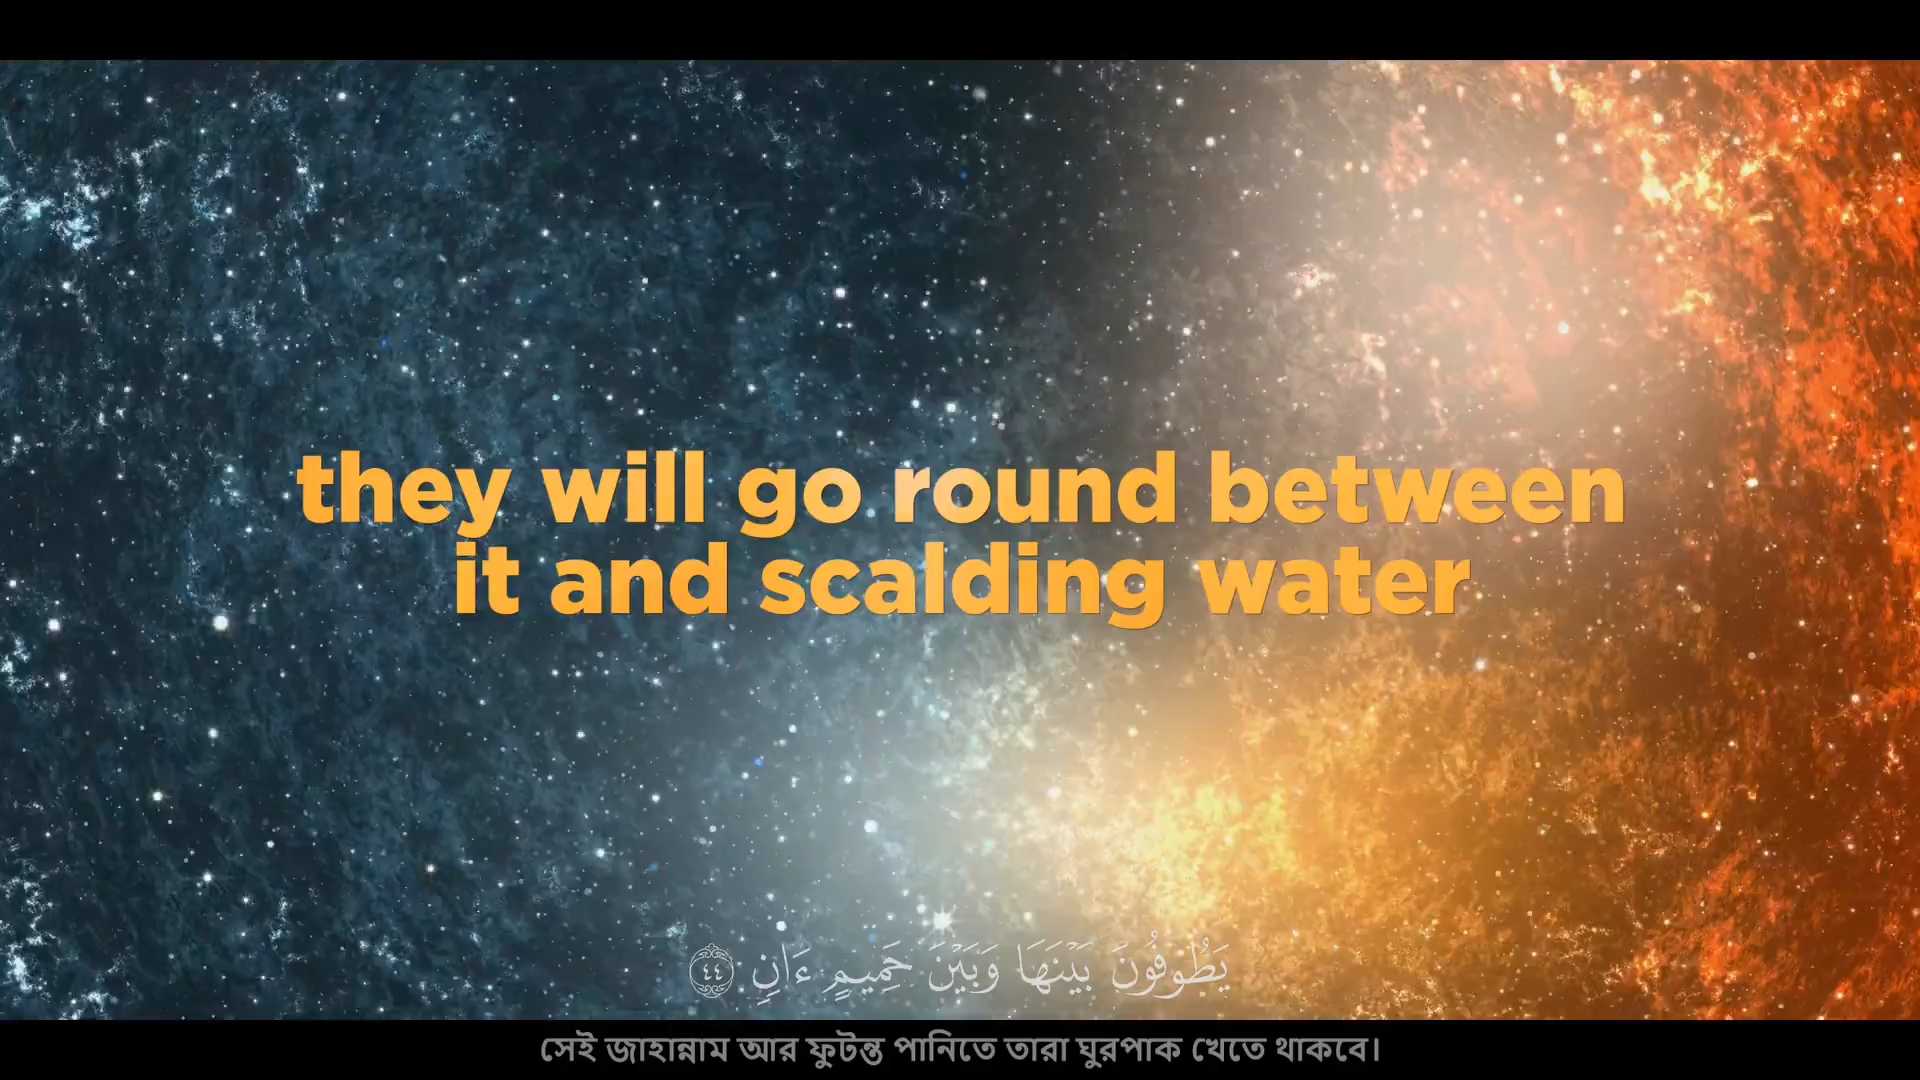 they will go round between
it and scalding water
يَطُوفُونَ بَيْنَهَا وَبَيْنَ حَمِيمٍ ءَانٍ ٤٤
সেই জাহান্নাম আর ফুটন্ত পানিতে তারা ঘুরপাক খেতে থাকবে।